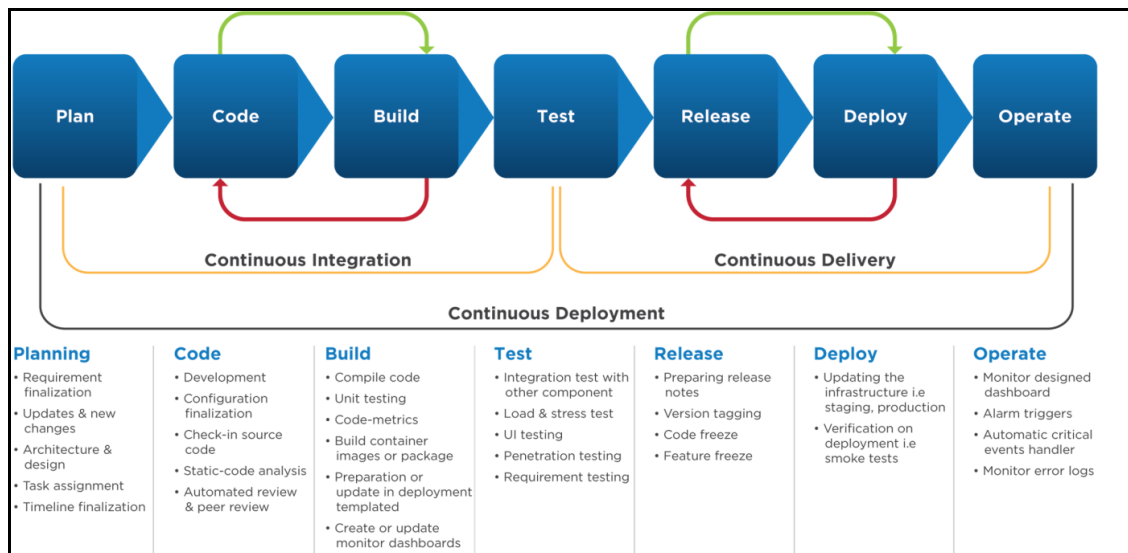 Plan
Code
Build
Test
Release
Deploy
Operate
Continuous Integration
Continuous Delivery
Continuous Deployment
Planning
• Requirement
finalization
• Updates & new
changes
• Architecture &
design
• Task assignment
• Timeline finalization
Code
• Development
• Configuration
finalization
• Check-in source
code
• Static-code analysis
• Automated review
& peer review
Build
• Compile code
• Unit testing
• Code-metrics
• Build container
images or package
• Preparation or
update in deployment
templated
• Create or update
monitor dashboards
Test
• Integration test with
other component
• Load & stress test
• UI testing
• Penetration testing
• Requirement testing
Release
• Preparing release
notes
• Version tagging
• Code freeze
• Feature freeze
Deploy
• Updating the
infrastructure i.e
staging, production
• Verification on
deployment i.e
smoke tests
Operate
• Monitor designed
dashboard
• Alarm triggers
• Automatic critical
events handler
• Monitor error logs